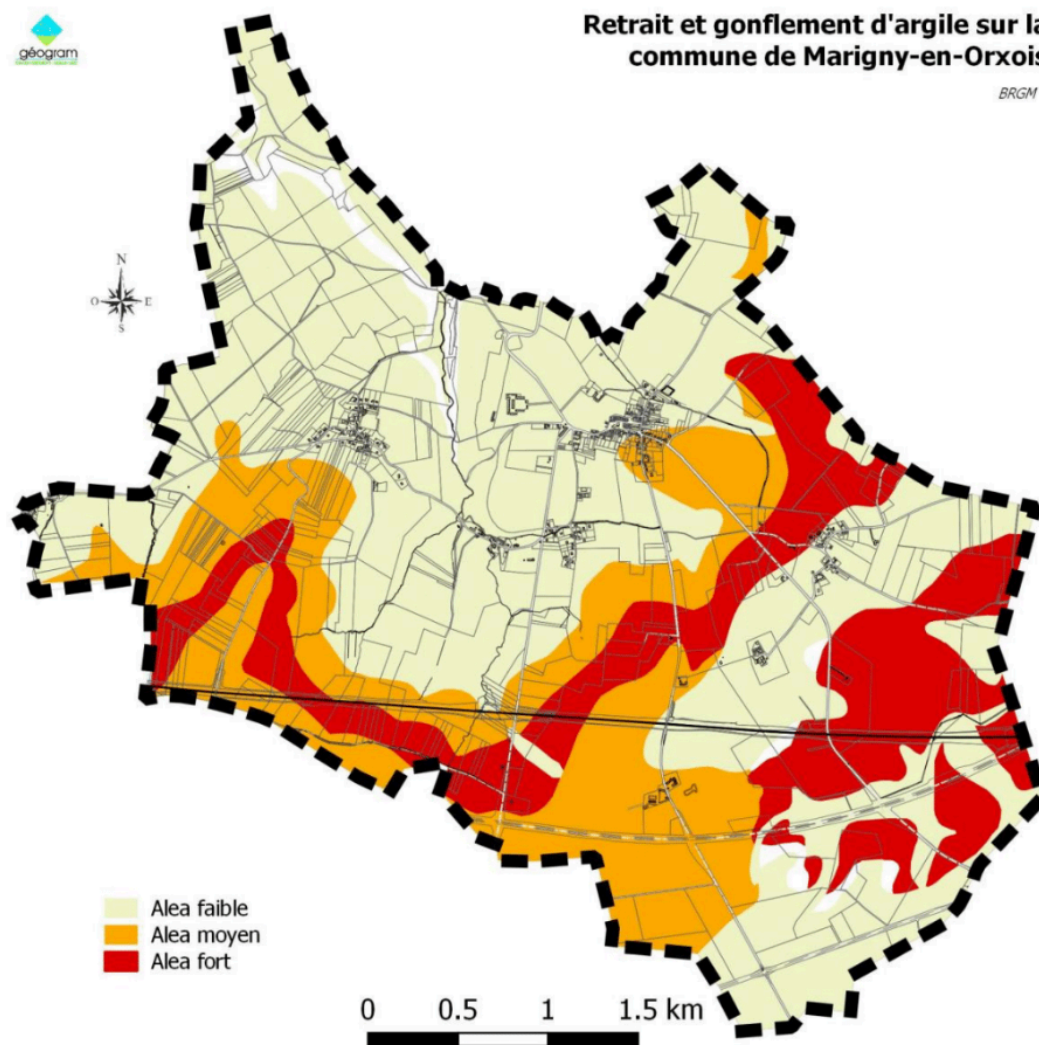 géogram
Retrait et gonflement d'argile sur la
commune de Marigny-en-Orxois
BRGM
N
O E
S
Alea faible
Alea moyen
Alea fort
0 0.5 1 1.5 km